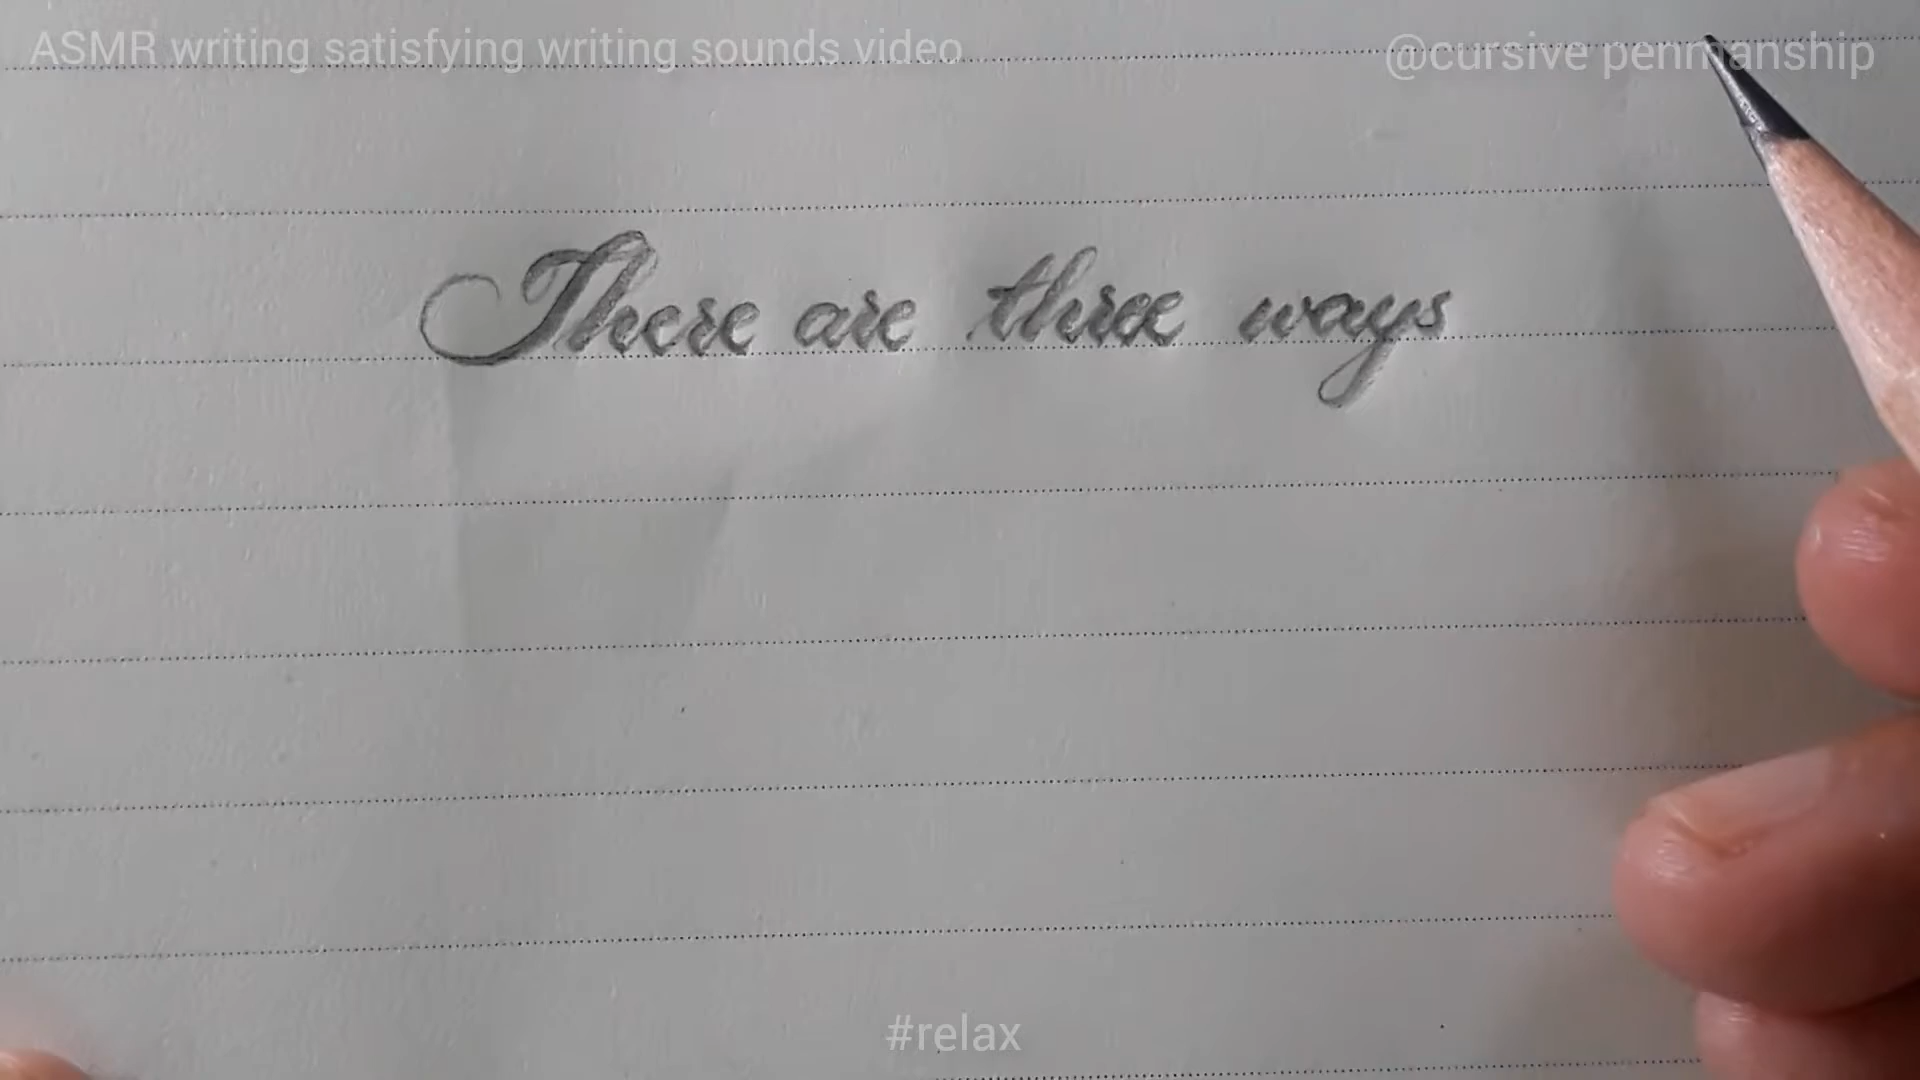 ASMR writing satisfying writing sounds video
@cursive penmanship
There are three ways
#relax